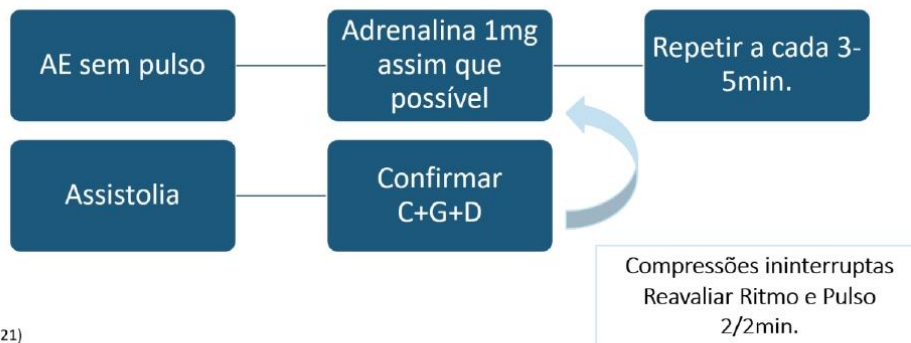 AE sem pulso
Adrenalina 1mg
assim que
possível
Repetir a cada 3-
5min.
Assistolia
Confirmar
C+G+D
Compressões ininterruptas
Reavaliar Ritmo e Pulso
2/2min.
21)